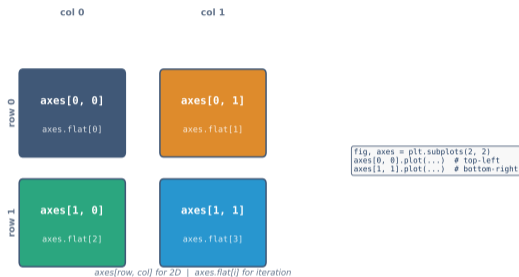 col 0
col 1
row 0
axes[0, 0]
axes.flat[0]
axes[0, 1]
axes.flat[1]
row 1
axes[1, 0]
axes.flat[2]
axes[1, 1]
axes.flat[3]
fig, axes = plt.subplots(2, 2)
axes[0, 0].plot(...)  # top-left
axes[1, 1].plot(...)  # bottom-right
axes[row, col] for 2D  |  axes.flat[i] for iteration